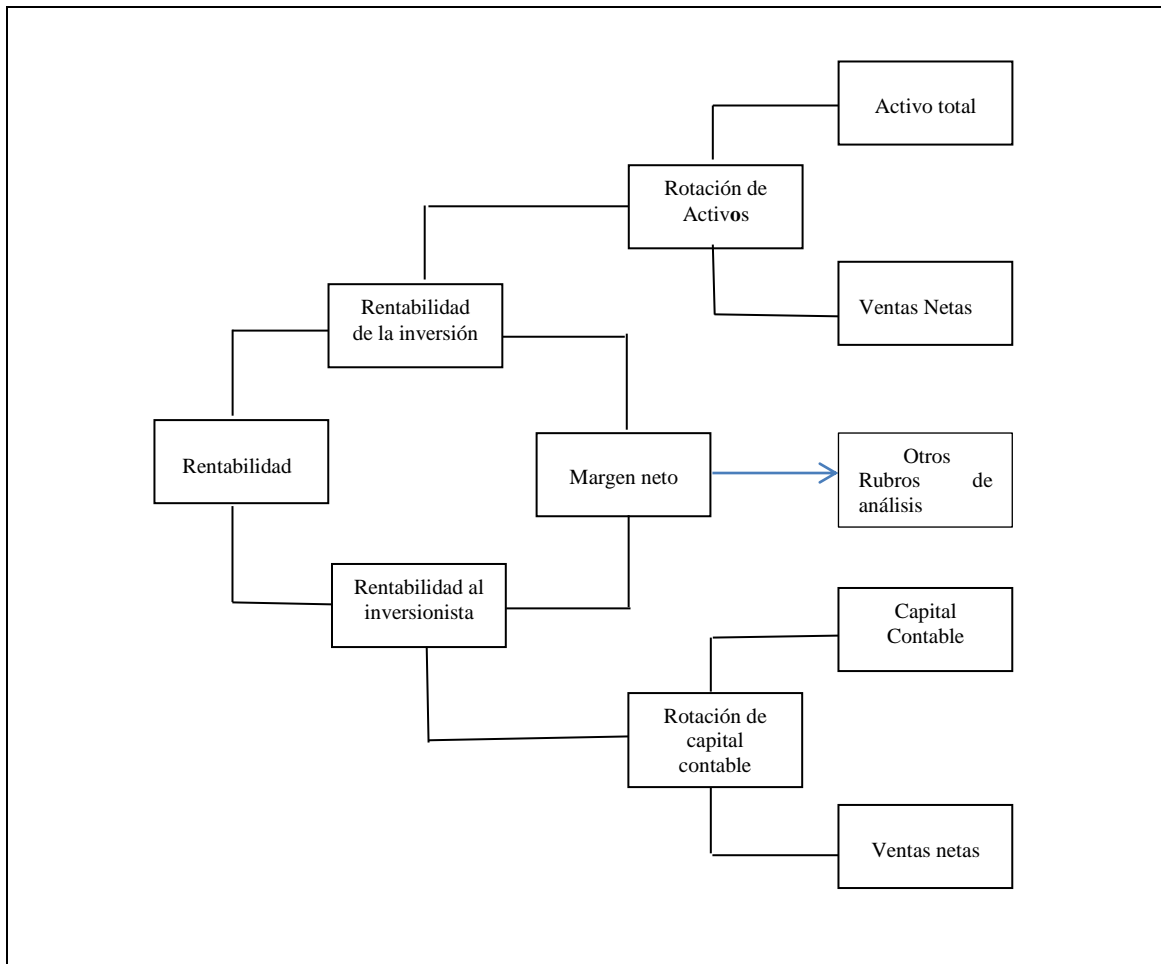 Activo total
Rotación de
Activos
Ventas Netas
Rentabilidad
de la inversión
Rentabilidad
Margen neto
Otros
Rubros de
análisis
Rentabilidad al
inversionista
Capital
Contable
Rotación de
capital
contable
Ventas netas